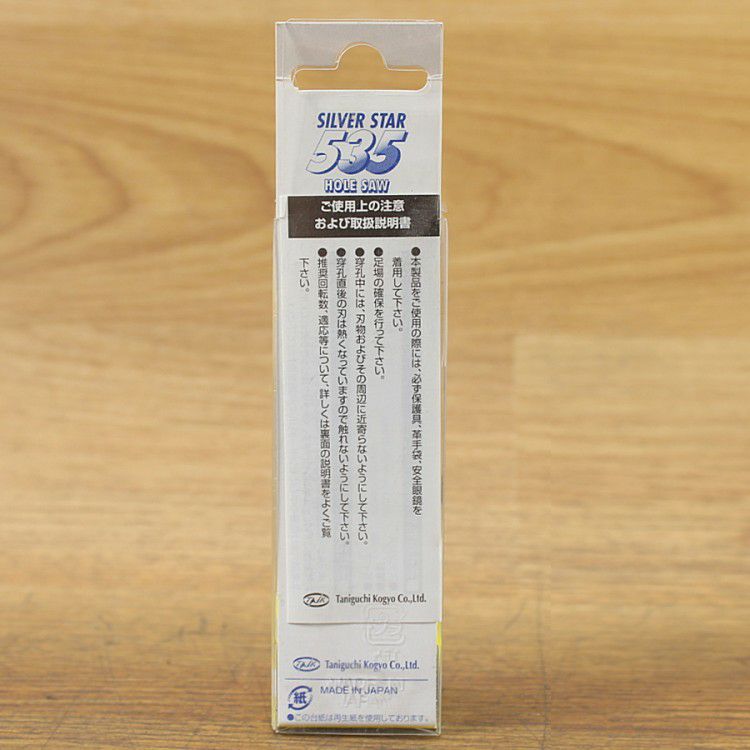 SILVER STAR
535
HOLE SAW
ご使用上の注意
および取扱説明書
●本製品をご使用の際には、必ず保護具、革手袋、安全眼鏡を
着用して下さい。
●足場の確保を行って下さい。
●穿孔中には、刃物およびその周辺に近寄らないようにして下さい。
●穿孔直後の刃は熱くなっていますので触れないようにして下さい。
●推奨回転数、適応等について、詳しくは裏面の説明書をよくご覧
下さい。
Taniguchi Kogyo Co.,Ltd.
Taniguchi Kogyo Co.,Ltd.
紙
MADE IN JAPAN
●この台紙は再生紙を使用しております。